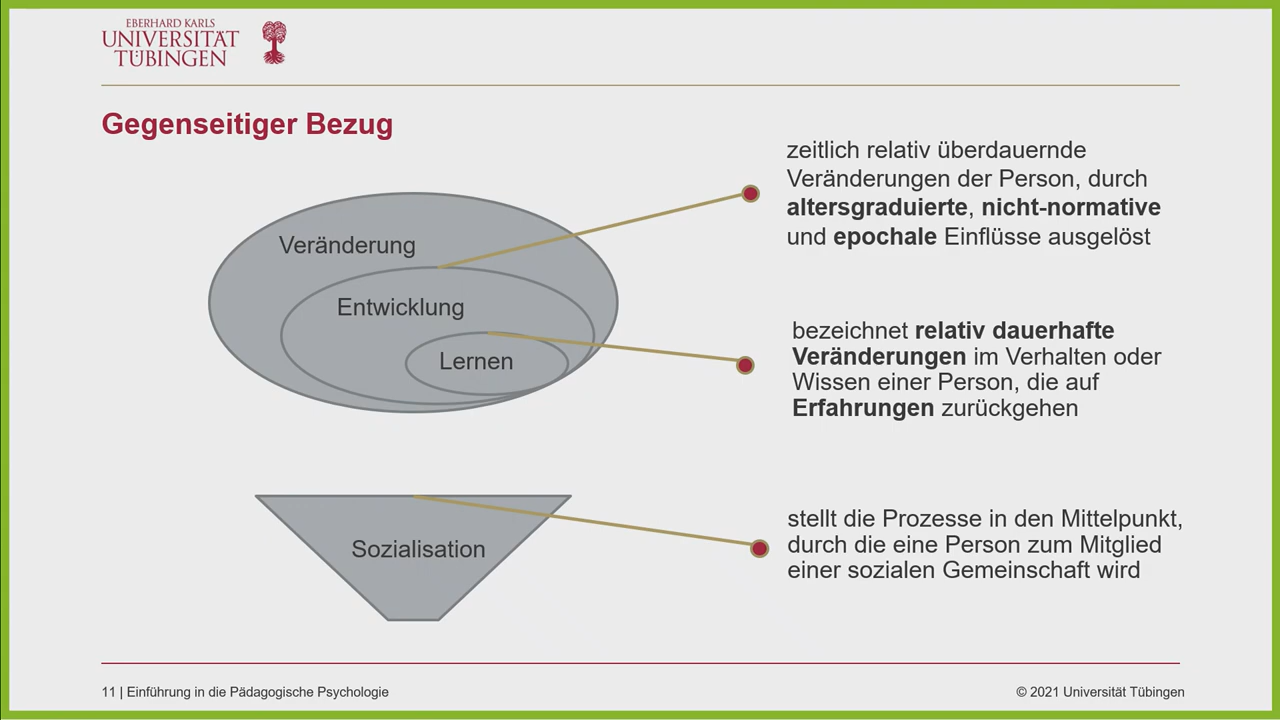 EBERHARD KARLS
UNIVERSITÄT
TÜBINGEN
Gegenseitiger Bezug
Veränderung
Entwicklung
Lernen
zeitlich relativ überdauernde
Veränderungen der Person, durch
altersgraduierte, nicht-normative
und epochale Einflüsse ausgelöst
bezeichnet relativ dauerhafte
Veränderungen im Verhalten oder
Wissen einer Person, die auf
Erfahrungen zurückgehen
Sozialisation
stellt die Prozesse in den Mittelpunkt,
durch die eine Person zum Mitglied
einer sozialen Gemeinschaft wird
11 | Einführung in die Pädagogische Psychologie
© 2021 Universität Tübingen